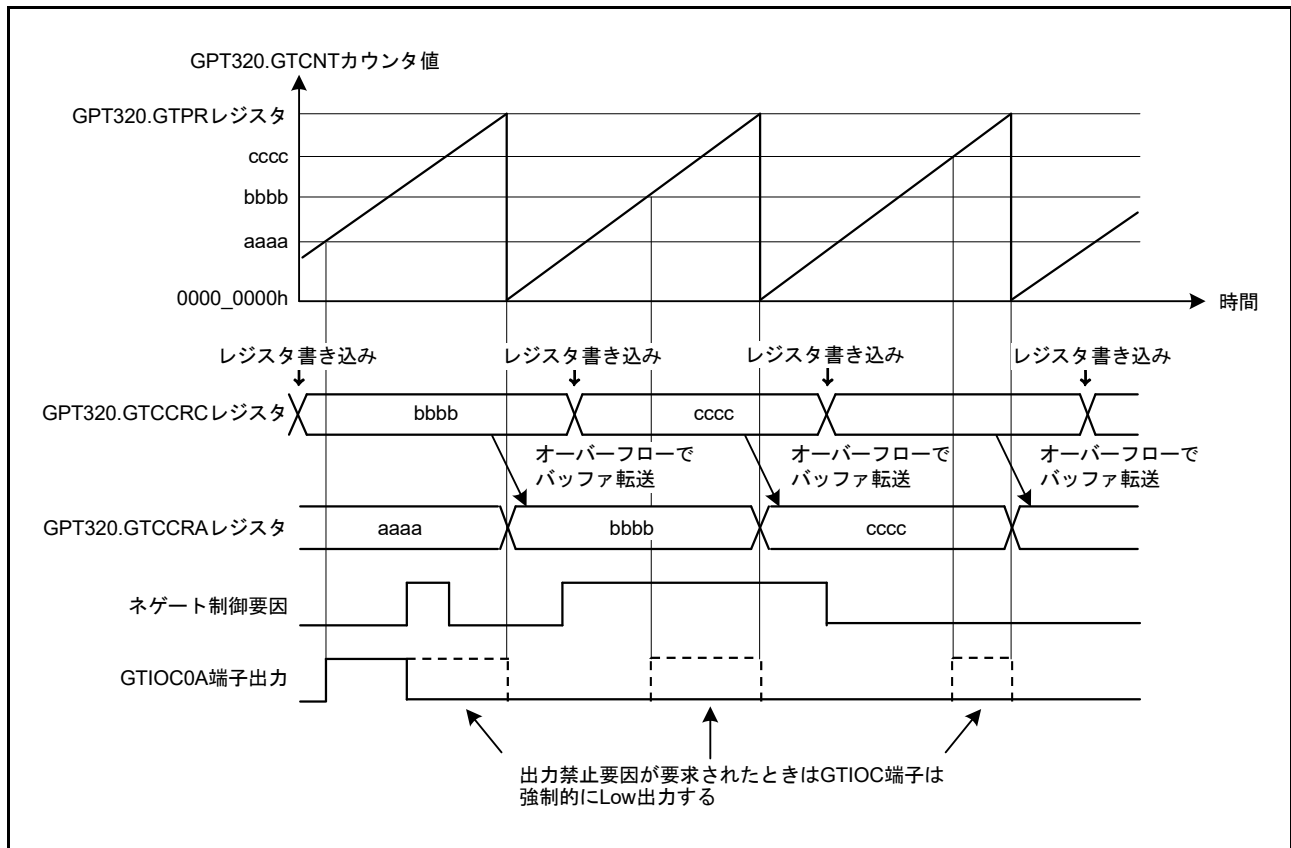 GPT320.GTCNTカウンタ値
GPT320.GTPRレジスタ
cccc
bbbb
aaaa
0000_0000h
時間
レジスタ書き込み
レジスタ書き込み
レジスタ書き込み
レジスタ書き込み
GPT320.GTCCRCレジスタ
bbbb
cccc
オーバーフローで
バッファ転送
オーバーフローで
バッファ転送
オーバーフローで
バッファ転送
GPT320.GTCCRAレジスタ
aaaa
bbbb
cccc
ネゲート制御要因
GTIOC0A端子出力
出力禁止要因が要求されたときはGTIOC端子は
強制的にLow出力する